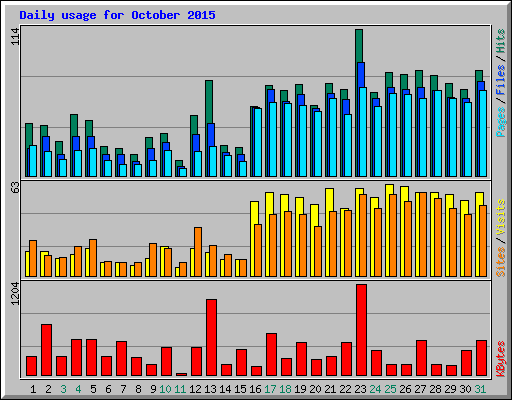 Daily usage for October 2015
114
Pages / Files / Hits
63
Sites / Visits
1204
KBytes
1 2 3 4 5 6 7 8 9 10 11 12 13 14 15 16 17 18 19 20 21 22 23 24 25 26 27 28 29 30 31